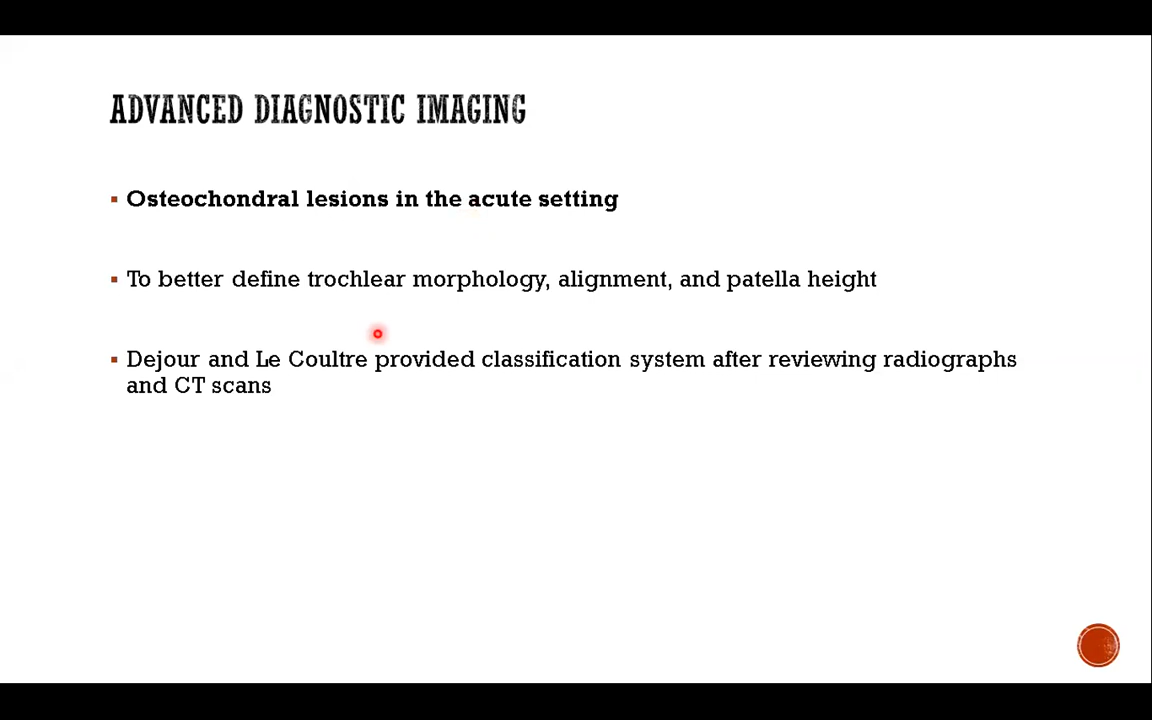 ADVANCED DIAGNOSTIC IMAGING
▪ Osteochondral lesions in the acute setting
▪ To better define trochlear morphology, alignment, and patella height
▪ Dejour and Le Coultre provided classification system after reviewing radiographs
and CT scans